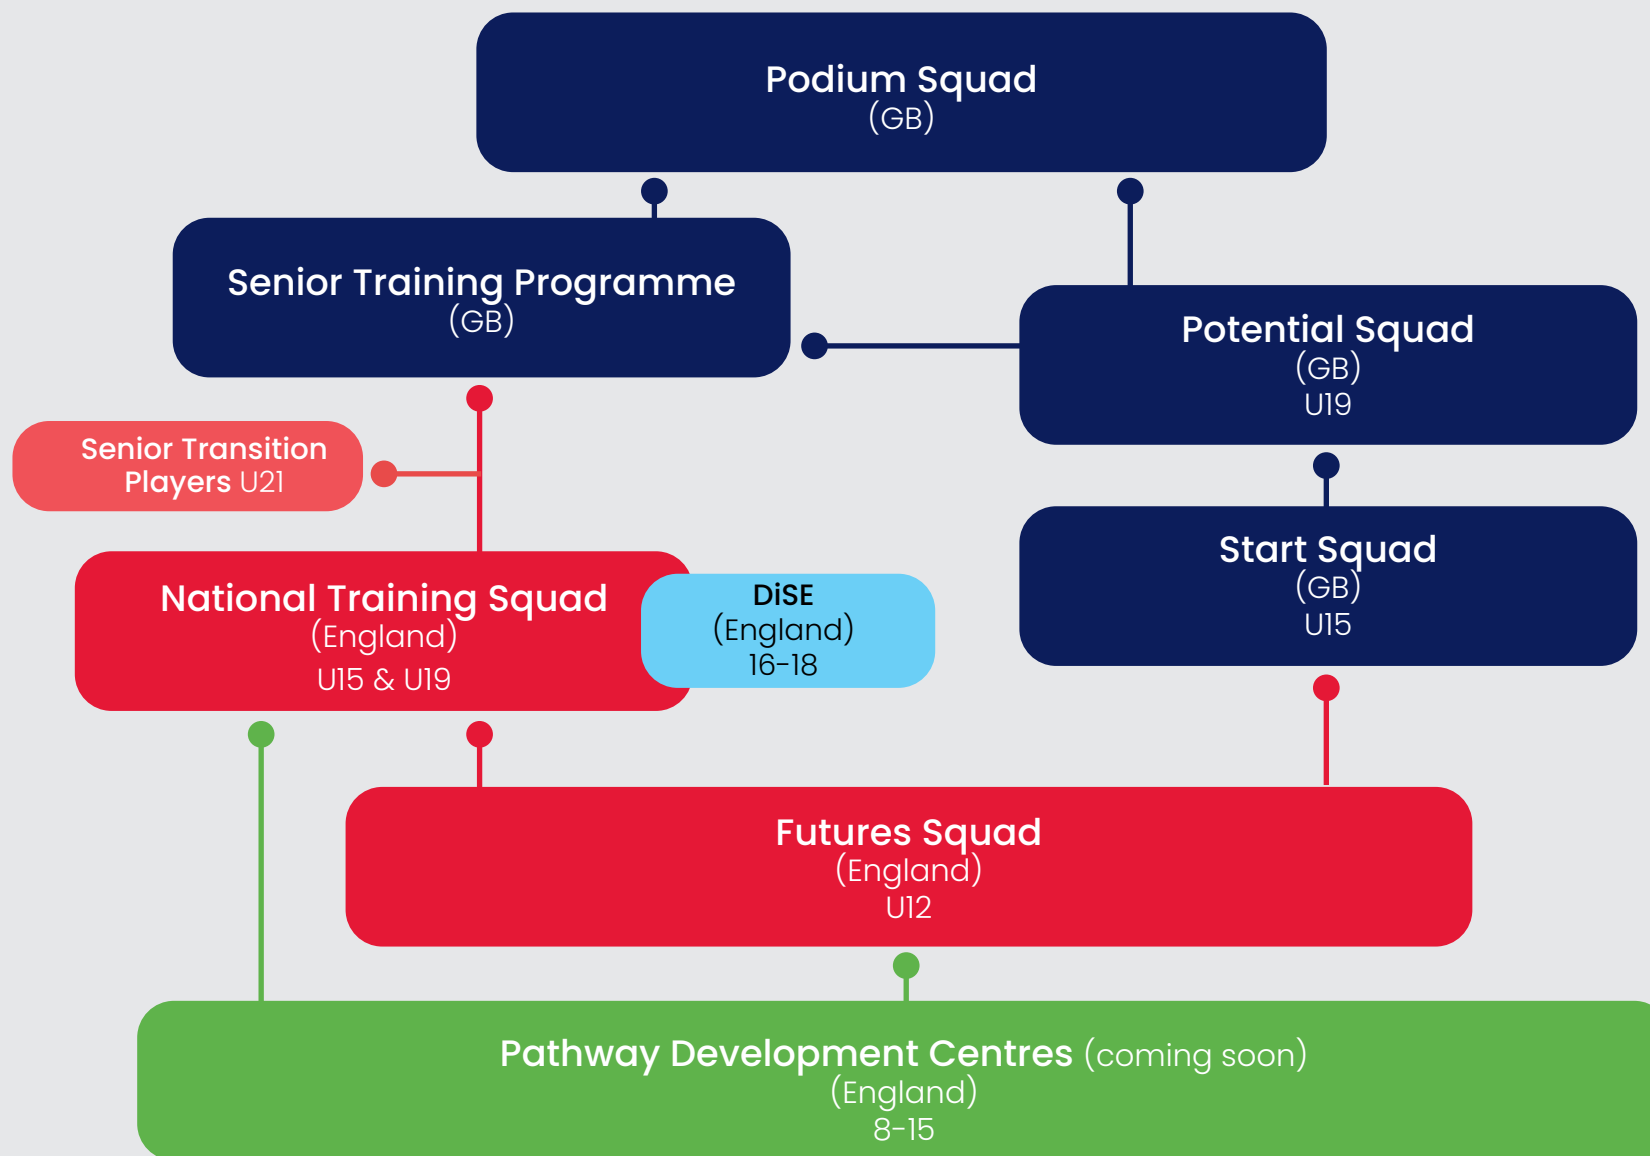 Podium Squad
(GB)
Senior Training Programme
(GB)
Potential Squad
(GB)
U19
Senior Transition
Players U21
Start Squad
(GB)
U15
National Training Squad
(England)
U15 & U19
DiSE
(England)
16-18
Futures Squad
(England)
U12
Pathway Development Centres (coming soon)
(England)
8-15